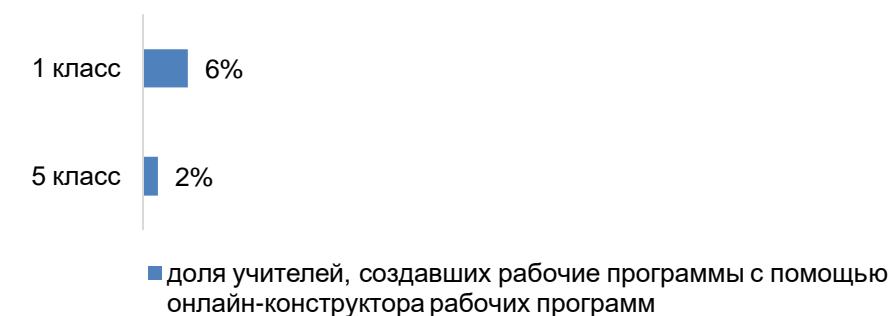 1 класс
6%
5 класс
2%
доля учителей, создавших рабочие программы с помощью
онлайн-конструктора рабочих программ